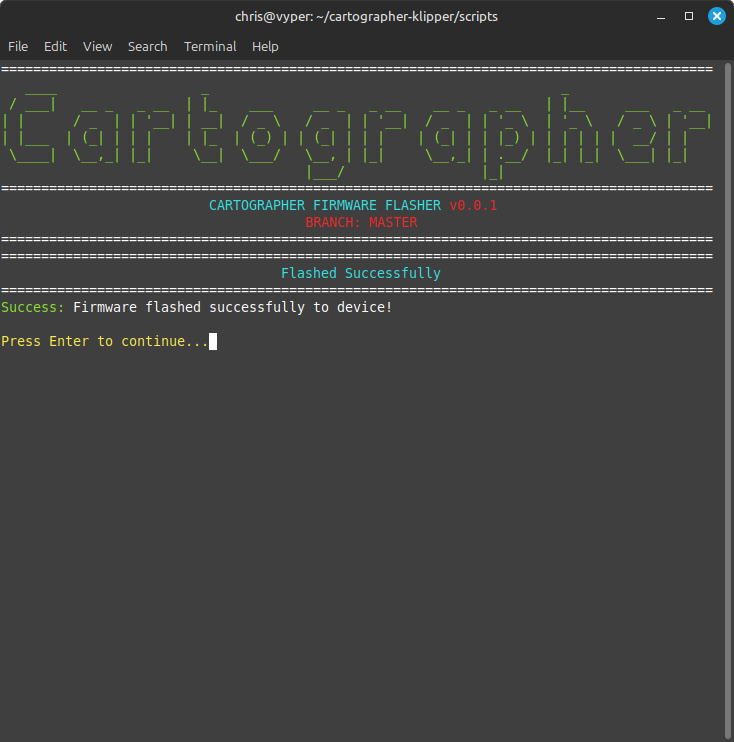 chris@vyper: ~/cartographer-klipper/scripts
File Edit View Search Terminal Help
=========================================================================================
Cartographer
=========================================================================================
CARTOGRAPHER FIRMWARE FLASHER v0.0.1
BRANCH: MASTER
=========================================================================================
=========================================================================================
Flashed Successfully
=========================================================================================
Success: Firmware flashed successfully to device!
Press Enter to continue...